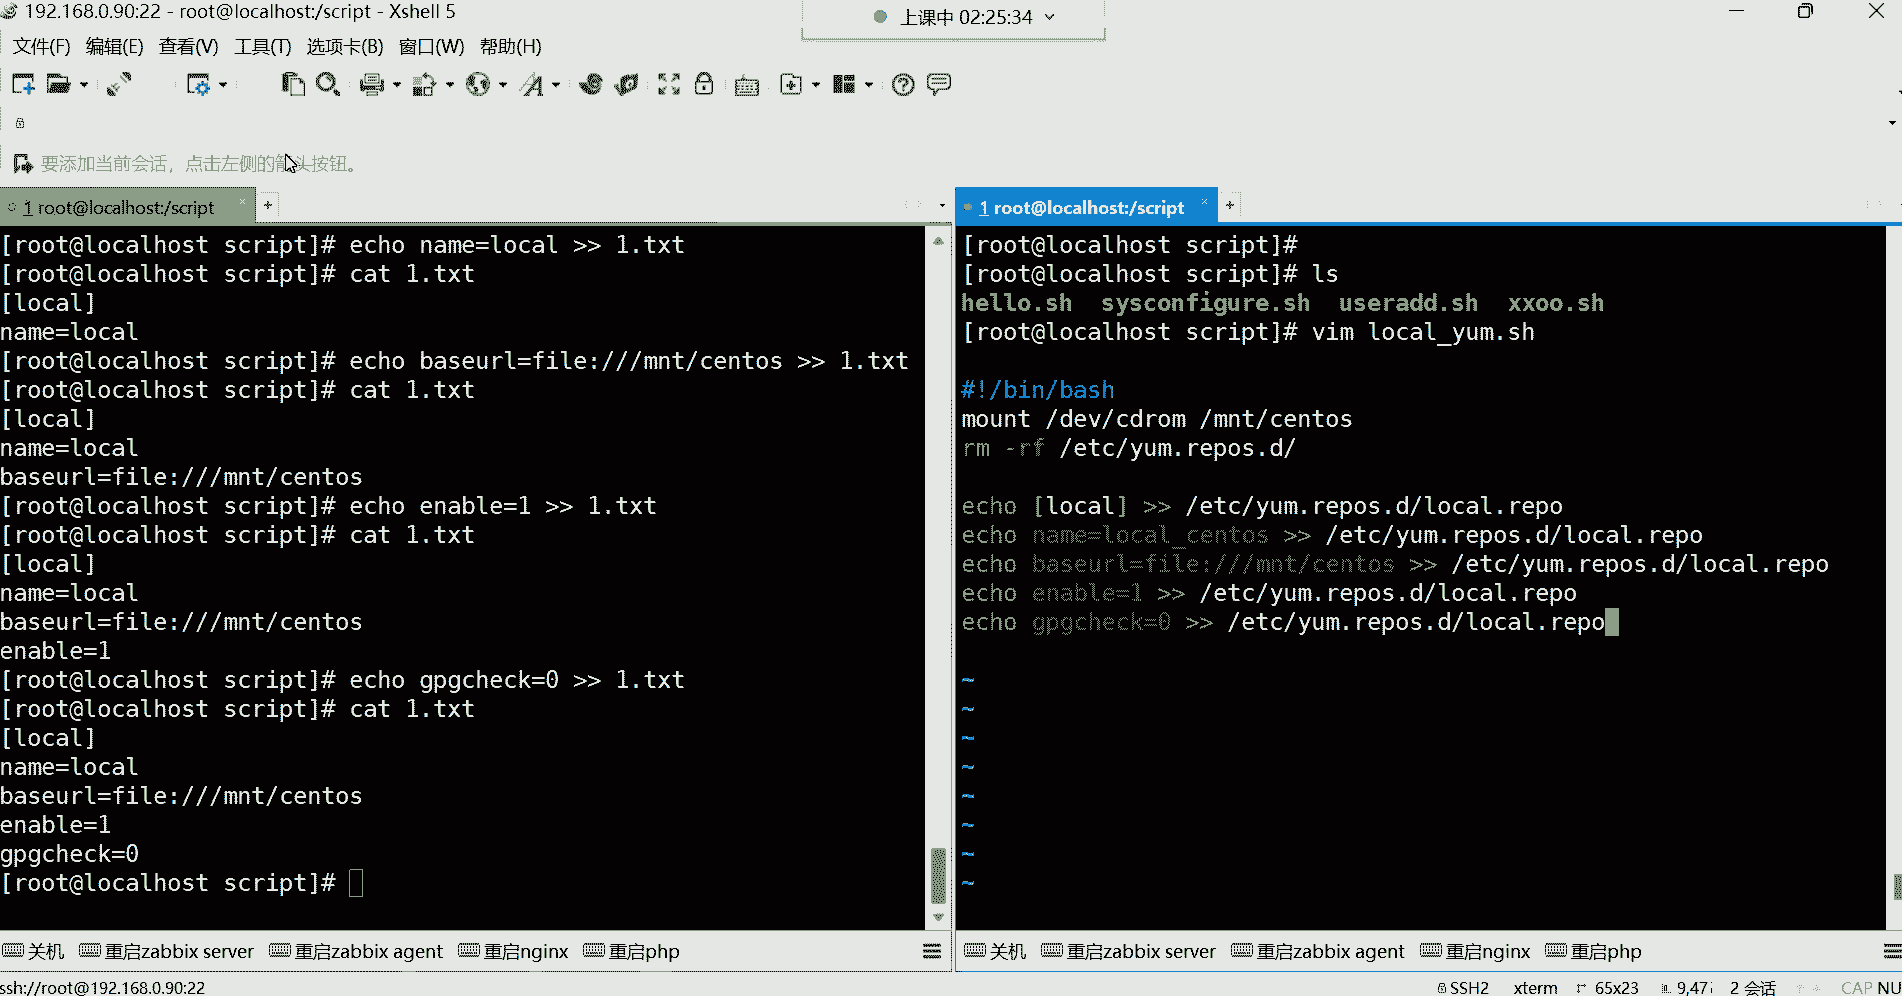 192.168.0.90:22 - root@localhost:/script - Xshell 5
上课中 02:25:34
文件(F) 编辑(E) 查看(V) 工具(T) 选项卡(B) 窗口(W) 帮助(H)
要添加当前会话，点击左侧的箭头按钮。
1 root@localhost:/script
[root@localhost script]# echo name=local >> 1.txt
[root@localhost script]# cat 1.txt
[local]
name=local
[root@localhost script]# echo baseurl=file:///mnt/centos >> 1.txt
[root@localhost script]# cat 1.txt
[local]
name=local
baseurl=file:///mnt/centos
[root@localhost script]# echo enable=1 >> 1.txt
[root@localhost script]# cat 1.txt
[local]
name=local
baseurl=file:///mnt/centos
enable=1
[root@localhost script]# echo gpgcheck=0 >> 1.txt
[root@localhost script]# cat 1.txt
[local]
name=local
baseurl=file:///mnt/centos
enable=1
gpgcheck=0
[root@localhost script]#
关机 重启zabbix server 重启zabbix agent 重启nginx 重启php
1 root@localhost:/script
[root@localhost script]#
[root@localhost script]# ls
hello.sh sysconfigure.sh useradd.sh xxoo.sh
[root@localhost script]# vim local_yum.sh
#!/bin/bash
mount /dev/cdrom /mnt/centos
rm -rf /etc/yum.repos.d/
echo [local] >> /etc/yum.repos.d/local.repo
echo name=local_centos >> /etc/yum.repos.d/local.repo
echo baseurl=file:///mnt/centos >> /etc/yum.repos.d/local.repo
echo enable=1 >> /etc/yum.repos.d/local.repo
echo gpgcheck=0 >> /etc/yum.repos.d/local.repo
~
~
~
~
~
~
~
~
关机 重启zabbix server 重启zabbix agent 重启nginx 重启php
ssh://root@192.168.0.90:22
SSH2 xterm 65x23 9,47 2 会话 CAP NU